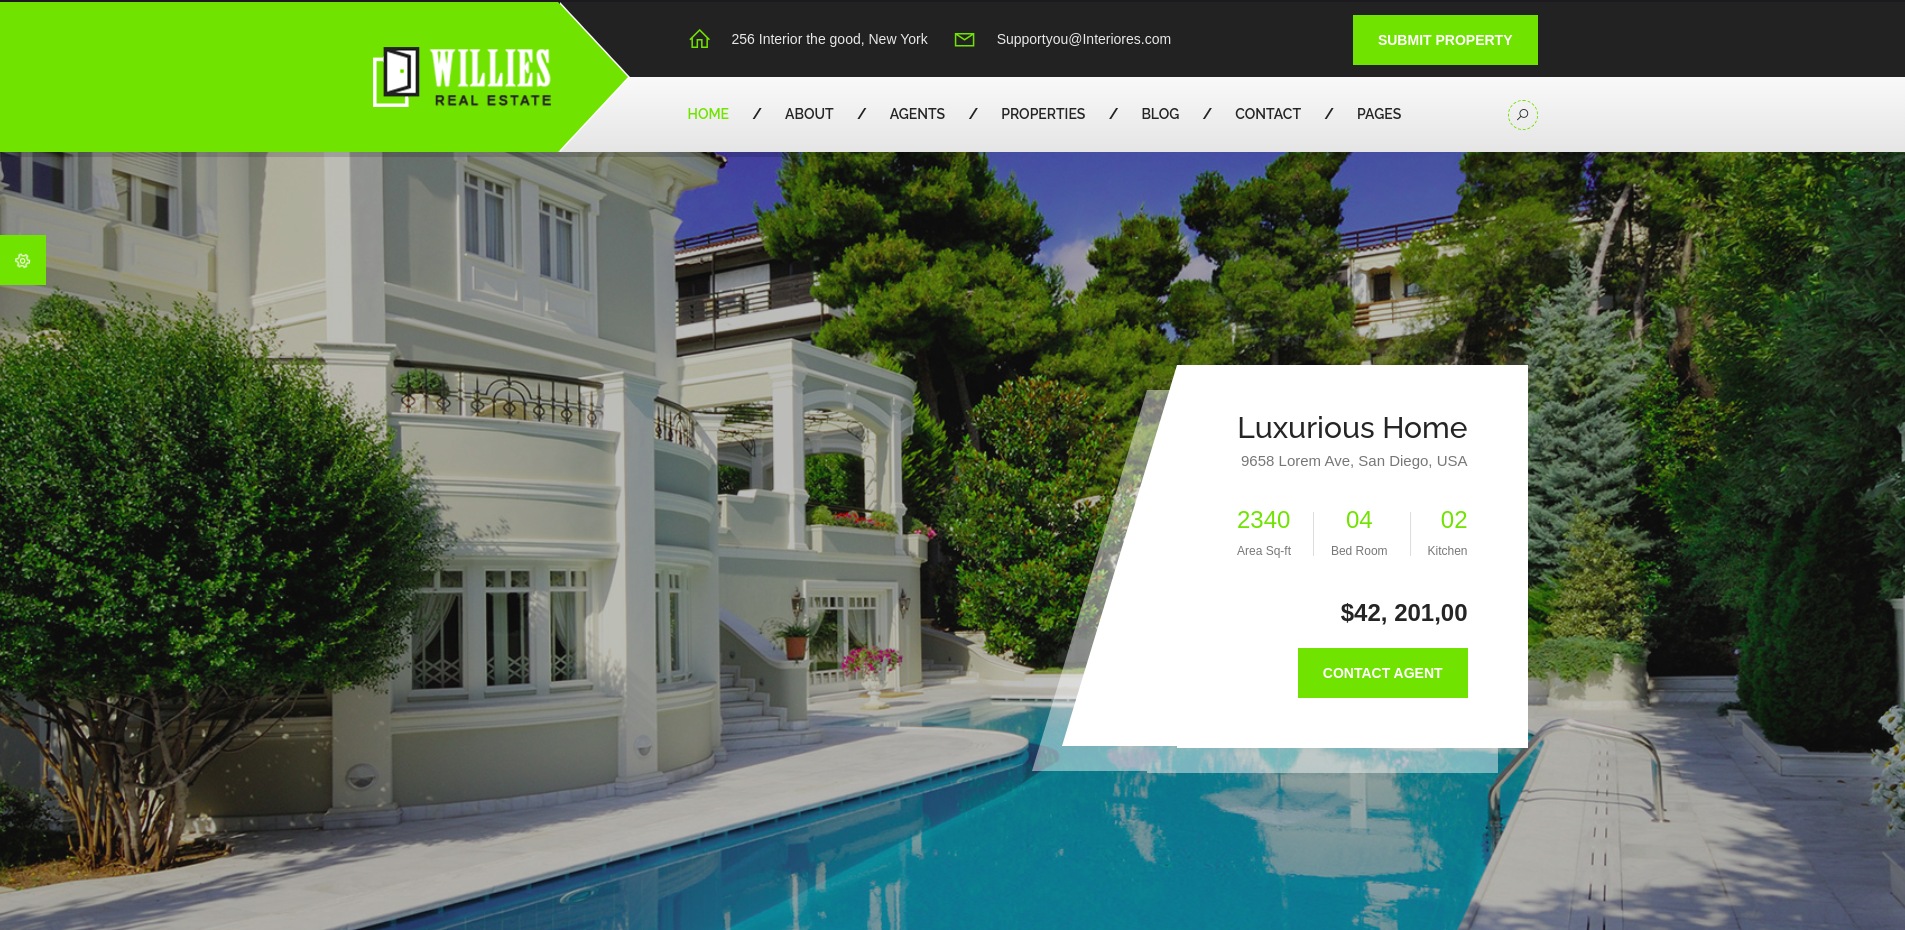 WILLIES
REAL ESTATE
256 Interior the good, New York
Supportyou@Interiores.com
SUBMIT PROPERTY
HOME / ABOUT / AGENTS / PROPERTIES / BLOG / CONTACT / PAGES
Luxurious Home
9658 Lorem Ave, San Diego, USA
2340 04 02
Area Sq-ft Bed Room Kitchen
$42, 201,00
CONTACT AGENT